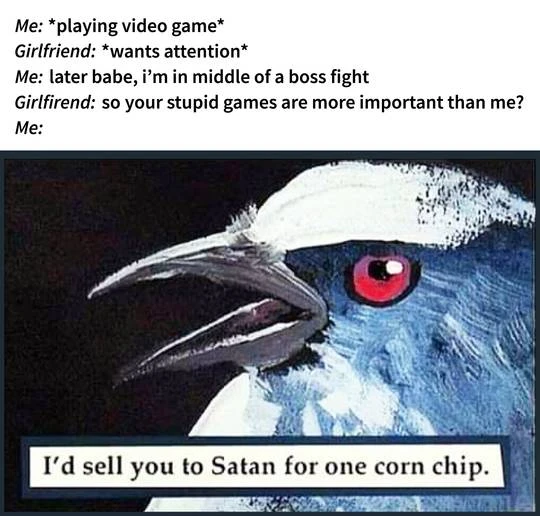 Me: *playing video game*
Girlfriend: *wants attention*
Me: later babe, i'm in middle of a boss fight
Girlfirend: so your stupid games are more important than me?
Me:
I'd sell you to Satan for one corn chip.